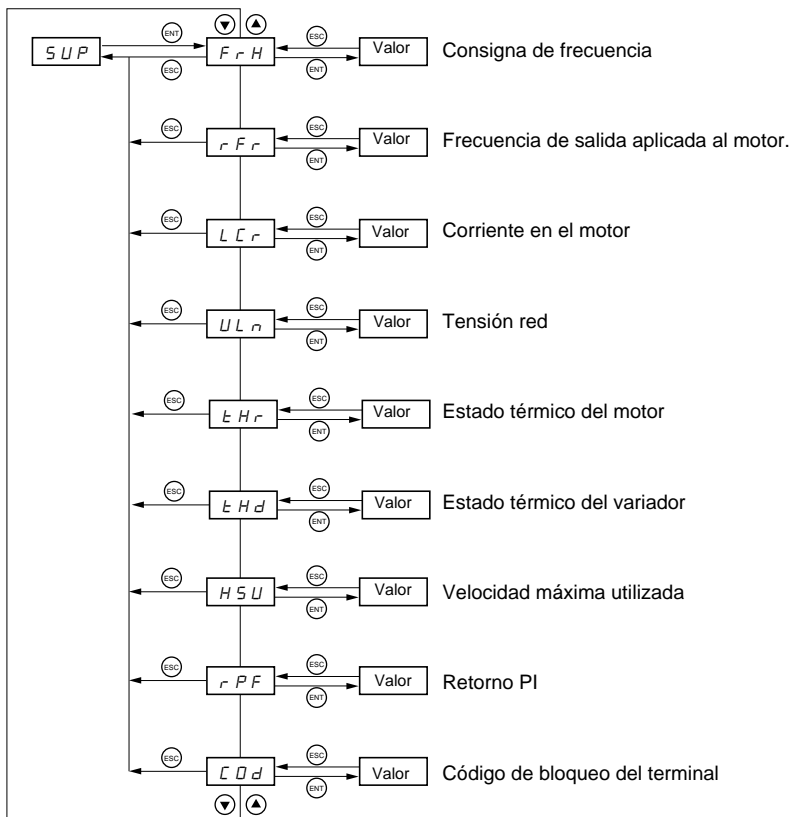 ▼ ▲
ENT ESC
SUP FrH Valor Consigna de frecuencia
ESC ENT
ESC ESC
rFr Valor Frecuencia de salida aplicada al motor.
ENT
ESC ESC
LCr Valor Corriente en el motor
ENT
ESC ESC
ULn Valor Tensión red
ENT
ESC ESC
tHr Valor Estado térmico del motor
ENT
ESC ESC
tHd Valor Estado térmico del variador
ENT
ESC ESC
HSU Valor Velocidad máxima utilizada
ENT
ESC ESC
rPF Valor Retorno PI
ENT
ESC ESC
COd Valor Código de bloqueo del terminal
ENT
▼ ▲